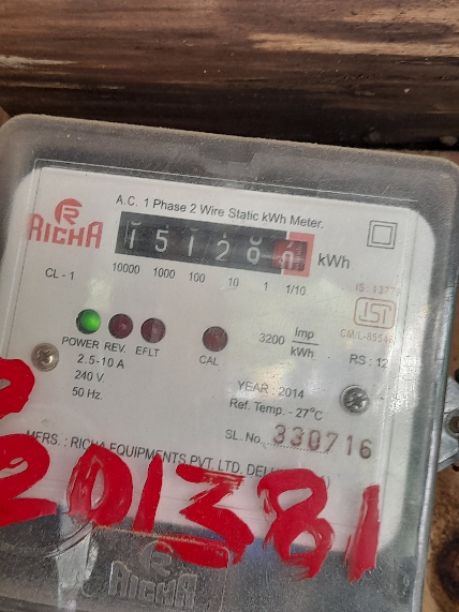 A.C. 1 Phase 2 Wire Static kWh Meter.
RICHA
15120 kWh
CL - 1
10000 1000 100 10 1 1/10
ISI
3200 Imp/kWh
POWER REV. EFLT CAL
RS : 12
2.5-10 A
240 V.
50 Hz.
YEAR : 2014
Ref. Temp. - 27°C
SL. No. 330716
MFRS. : RICHA EQUIPMENTS PVT. LTD.
201381
RICHA